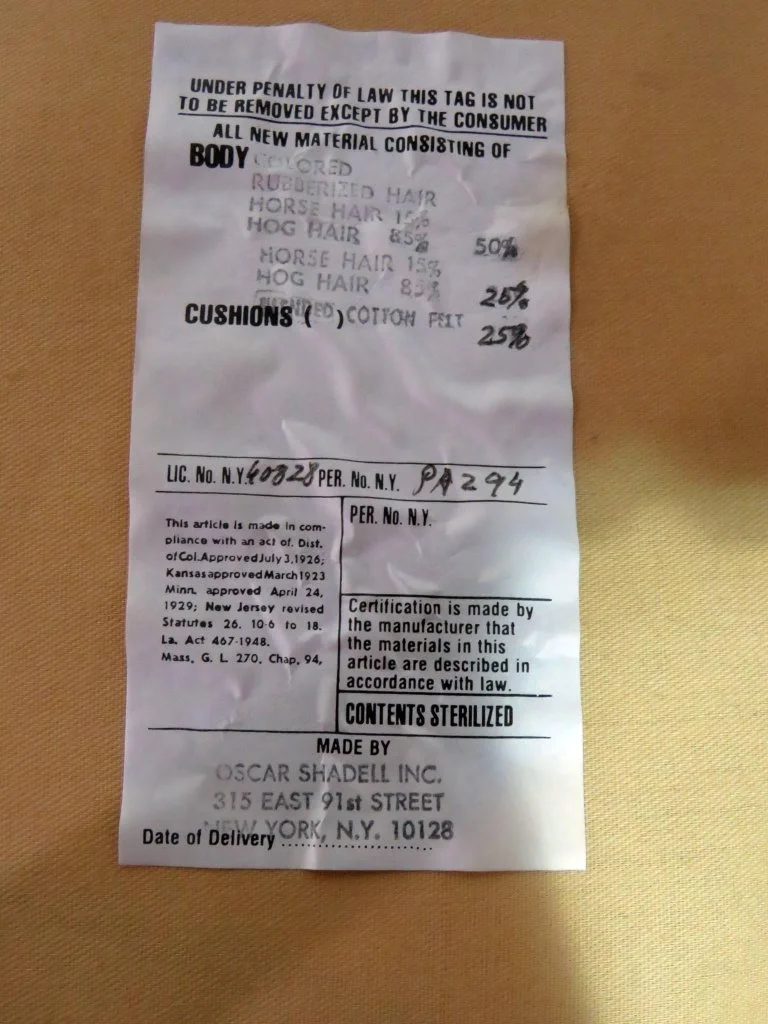 UNDER PENALTY OF LAW THIS TAG IS NOT
TO BE REMOVED EXCEPT BY THE CONSUMER
ALL NEW MATERIAL CONSISTING OF
BODY COLORED
RUBBERIZED HAIR
HORSE HAIR 15%
HOG HAIR 85% 50%
HORSE HAIR 15%
HOG HAIR 85% 25%
CUSHIONS ( ) COTTON FELT 25%
LIC. No. N.Y. 40328 PER. No. N.Y. PA294
This article is made in com-
pliance with an act of. Dist.
of Col. Approved July 3,1926;
Kansas approved March 1923
Minn. approved April 24,
1929; New Jersey revised
Statutes 26. 10-6 to 18.
La. Act 467-1948.
Mass, G. L. 270, Chap, 94,
PER. No. N.Y.
Certification is made by
the manufacturer that
the materials in this
article are described in
accordance with law.
CONTENTS STERILIZED
MADE BY
OSCAR SHADELL INC.
315 EAST 91st STREET
NEW YORK, N.Y. 10128
Date of Delivery